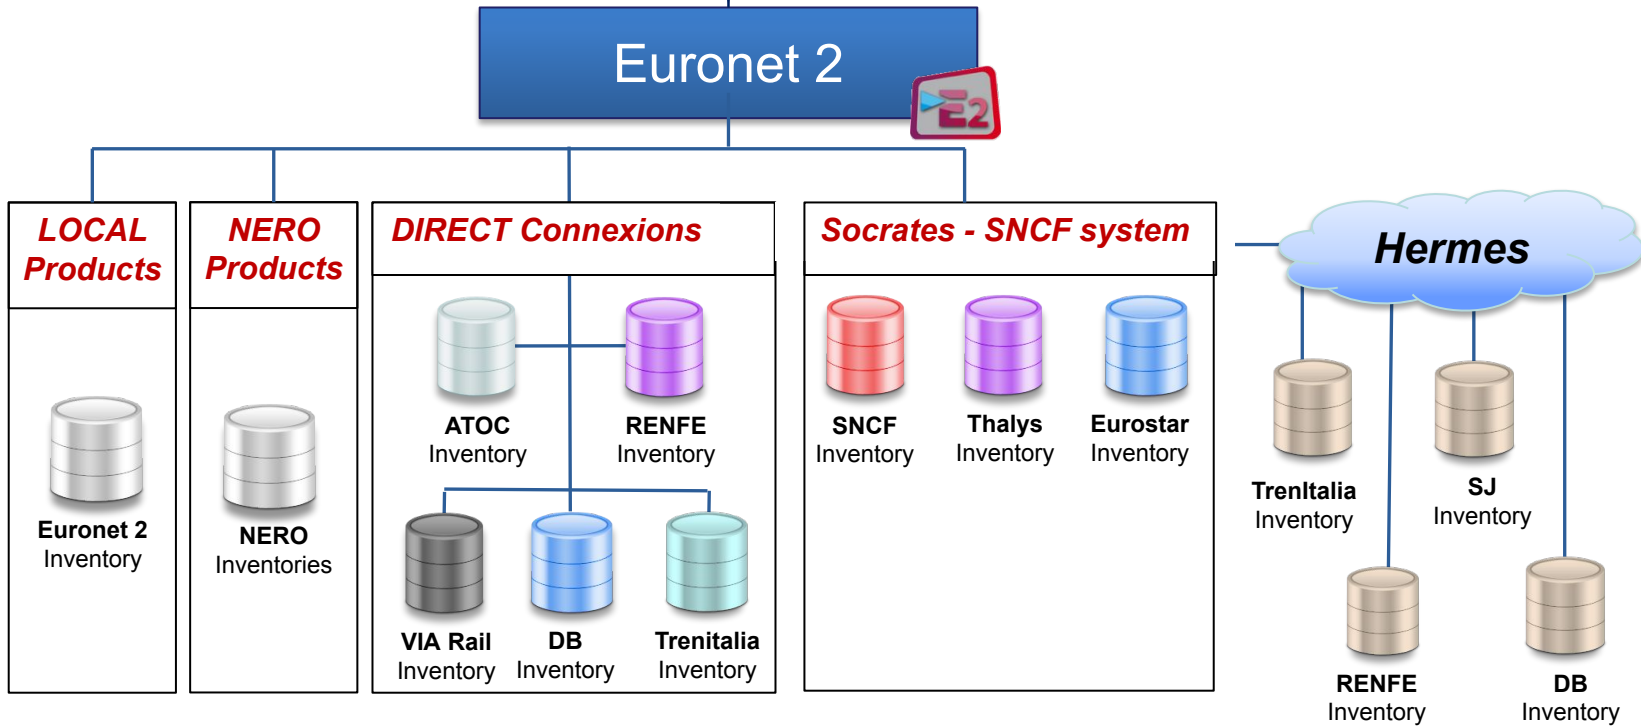 Euronet 2
E2
LOCAL
Products
NERO
Products
DIRECT Connexions
Socrates - SNCF system
Hermes
Euronet 2
Inventory
NERO
Inventories
ATOC
Inventory
RENFE
Inventory
VIA Rail
Inventory
DB
Inventory
Trenitalia
Inventory
SNCF
Inventory
Thalys
Inventory
Eurostar
Inventory
TrenItalia
Inventory
SJ
Inventory
RENFE
Inventory
DB
Inventory